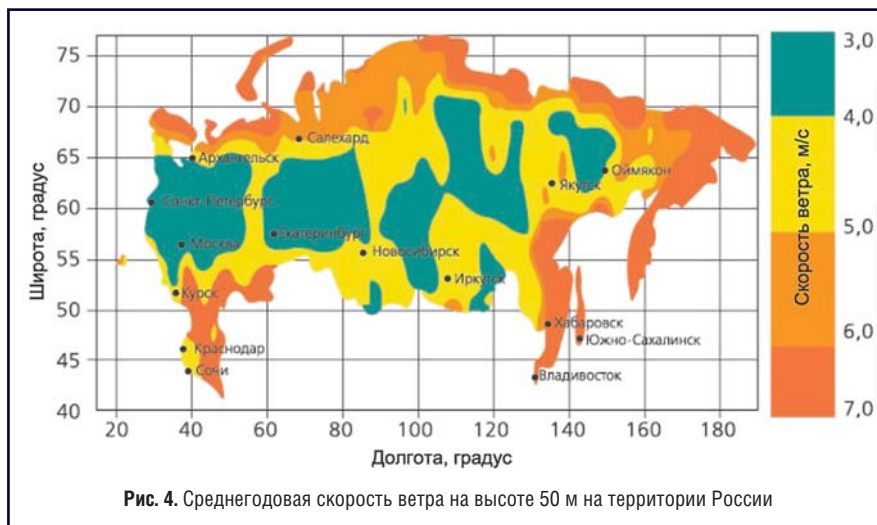 75
70
65
60
55
50
45
40
Широта, градус
20
40
60
80
100
120
140
160
180
Долгота, градус
Салехард
Архангельск
Санкт-Петербург
Москва
Екатеринбург
Новосибирск
Курск
Краснодар
Сочи
Иркутск
Якутск
Оймякон
Хабаровск
Южно-Сахалинск
Владивосток
3,0
4,0
5,0
6,0
7,0
Скорость ветра, м/с
Рис. 4. Среднегодовая скорость ветра на высоте 50 м на территории России